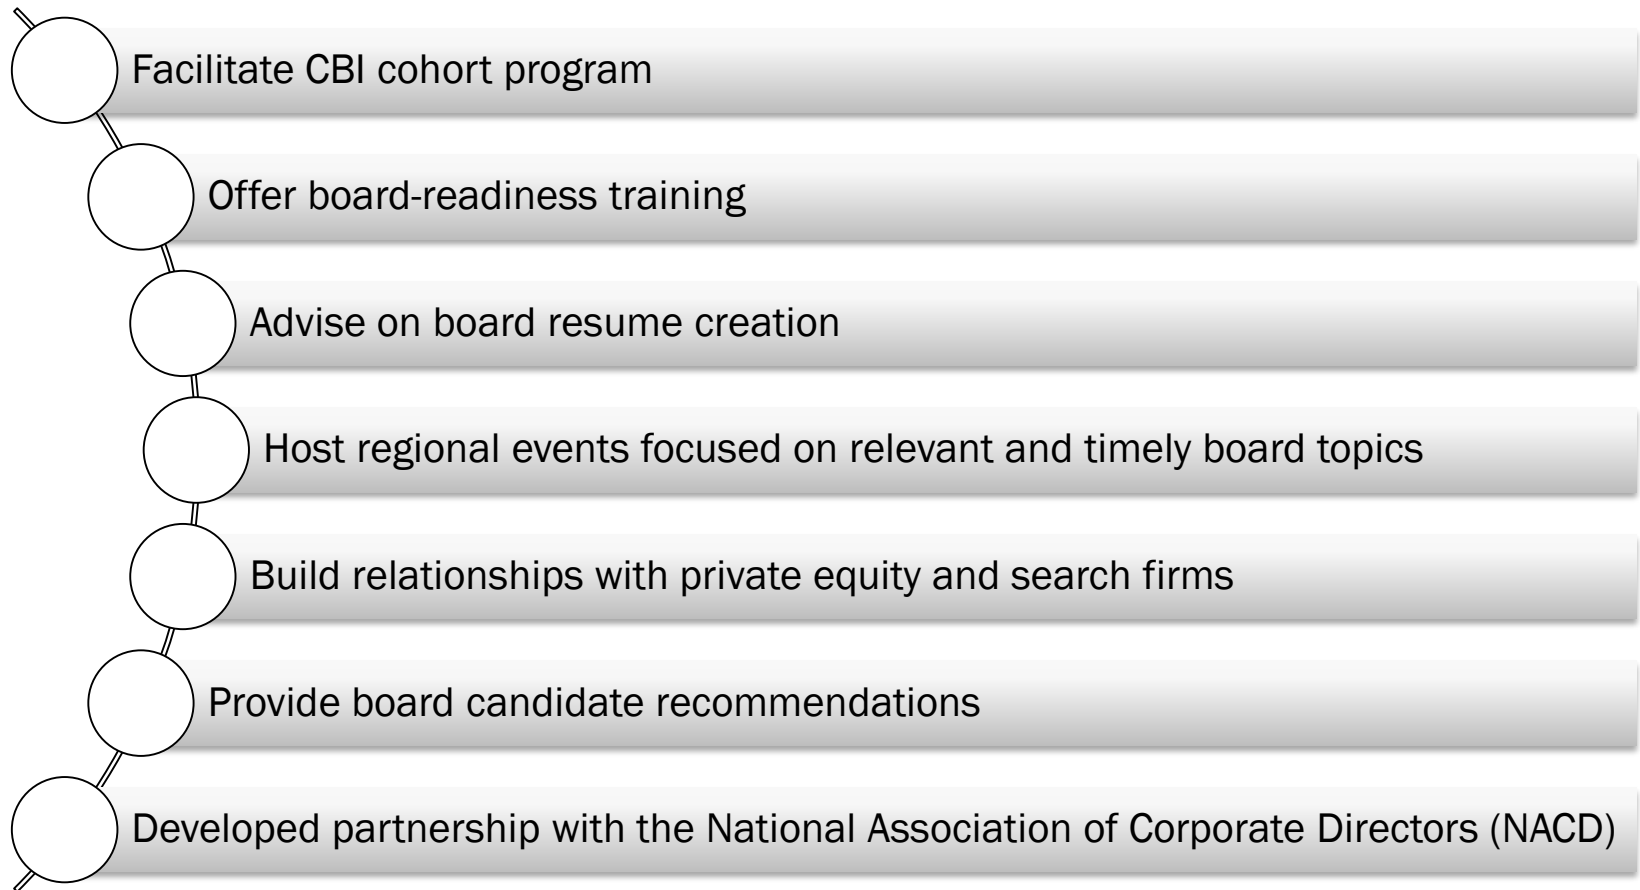 Facilitate CBI cohort program
Offer board-readiness training
Advise on board resume creation
Host regional events focused on relevant and timely board topics
Build relationships with private equity and search firms
Provide board candidate recommendations
Developed partnership with the National Association of Corporate Directors (NACD)